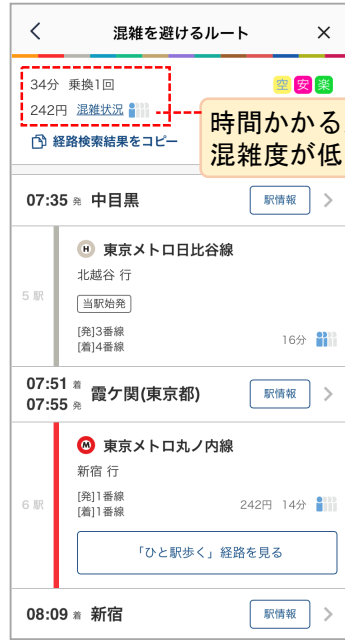 混雑を避けるルート
34分 乗換1回
空 安 楽
242円 混雑状況
時間かかる
混雑度が低
経路検索結果をコピー
07:35 発 中目黒 駅情報
H 東京メトロ日比谷線
北越谷 行
5 駅
当駅始発
[発]3番線
[着]4番線
16分
07:51 着
07:55 発
霞ケ関(東京都) 駅情報
M 東京メトロ丸ノ内線
新宿 行
6 駅
[発]1番線
[着]1番線
242円 14分
「ひと駅歩く」経路を見る
08:09 着 新宿 駅情報